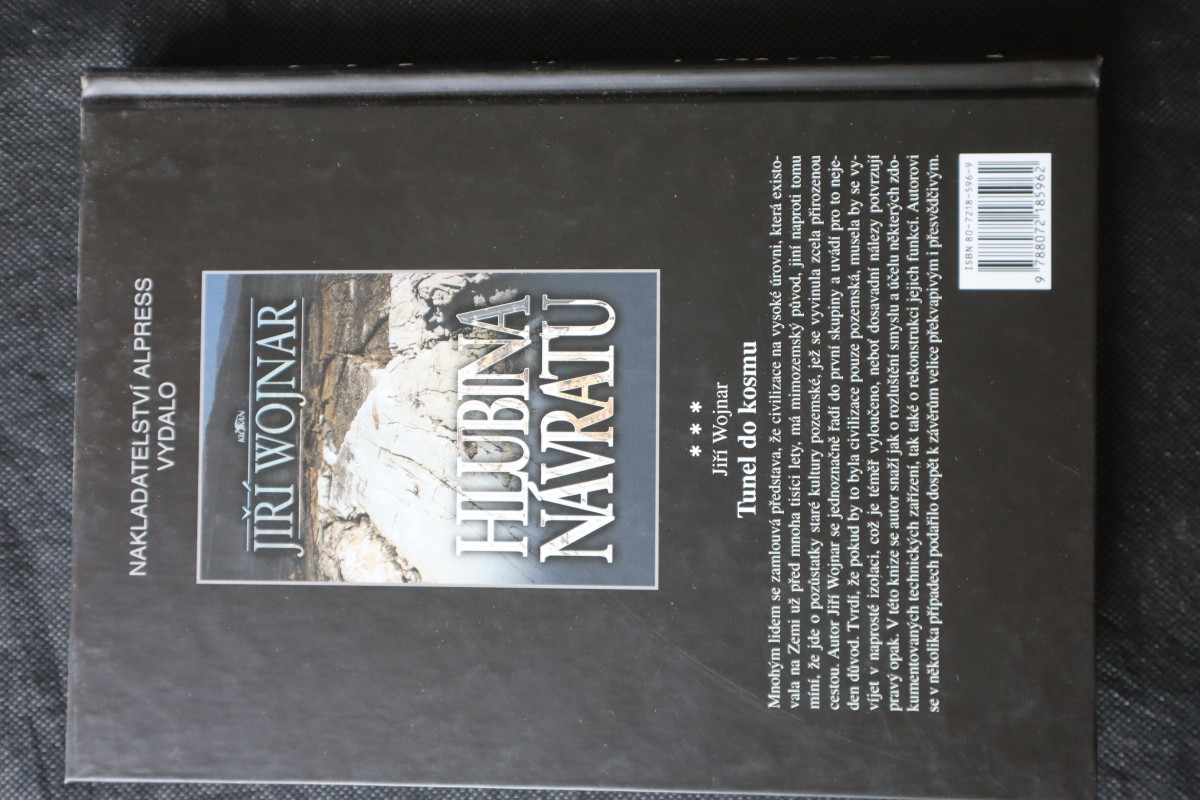 NAKLADATELSTVÍ ALPRESS
VYDALO
KLOKAN
JIŘÍ WOJNAR
HLUBINA
NÁVRATU
* * *
Jiří Wojnar
Tunel do kosmu
Mnohým lidem se zamlouvá představa, že civilizace na vysoké úrovni, která existo-
vala na Zemi už před mnoha tisíci lety, má mimozemský původ, jiní naproti tomu
míní, že jde o pozůstatky staré kultury pozemské, jež se vyvinula zcela přirozenou
cestou. Autor Jiří Wojnar se jednoznačně řadí do první skupiny a uvádí pro to neje-
den důvod. Tvrdí, že pokud by to byla civilizace pouze pozemská, musela by se vy-
víjet v naprosté izolaci, což je téměř vyloučeno, neboť dosavadní nálezy potvrzují
pravý opak. V této knize se autor snaží jak o rozluštění smyslu a účelu některých zdo-
kumentovaných technických zařízení, tak také o rekonstrukci jejich funkcí. Autorovi
se v několika případech podařilo dospět k závěrům velice překvapivým i přesvědčivým.
ISBN 80-7218-596-9
9 788072 185962